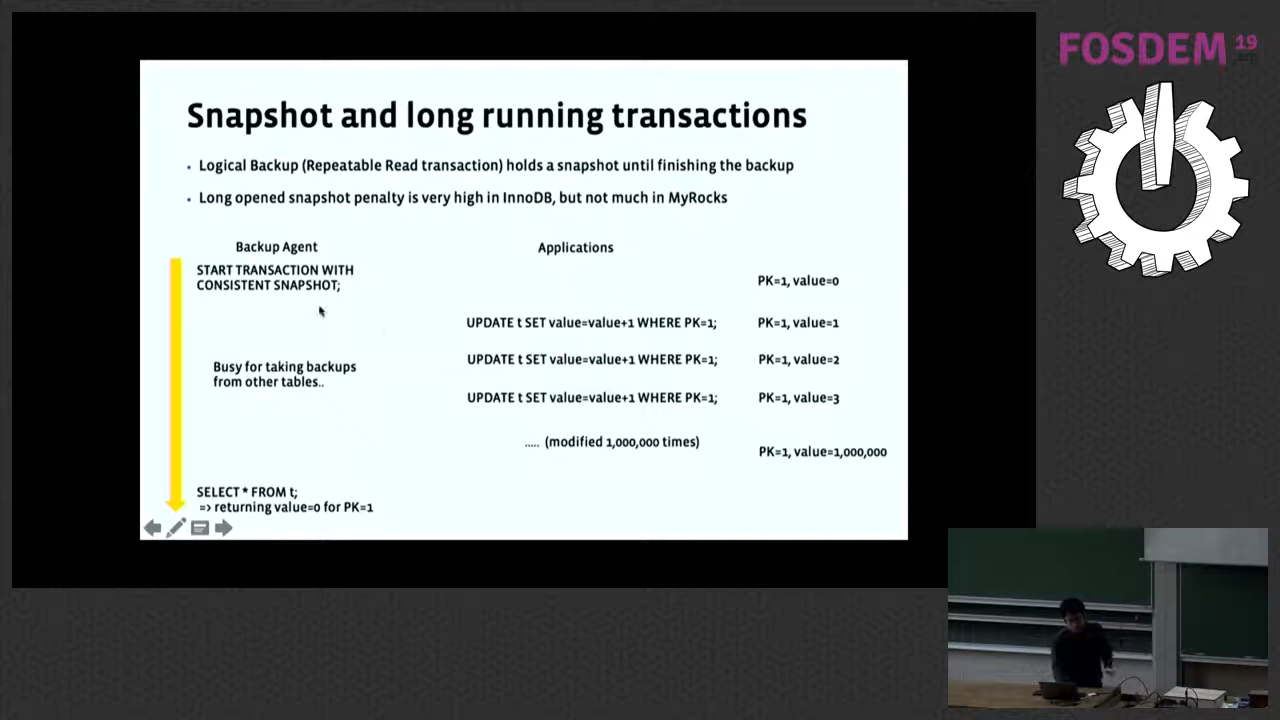 FOSDEM 19
Snapshot and long running transactions
• Logical Backup (Repeatable Read transaction) holds a snapshot until finishing the backup
• Long opened snapshot penalty is very high in InnoDB, but not much in MyRocks
Backup Agent
Applications
START TRANSACTION WITH
CONSISTENT SNAPSHOT;
PK=1, value=0
UPDATE t SET value=value+1 WHERE PK=1;
PK=1, value=1
Busy for taking backups
from other tables..
UPDATE t SET value=value+1 WHERE PK=1;
PK=1, value=2
UPDATE t SET value=value+1 WHERE PK=1;
PK=1, value=3
..... (modified 1,000,000 times)
PK=1, value=1,000,000
SELECT * FROM t;
=> returning value=0 for PK=1